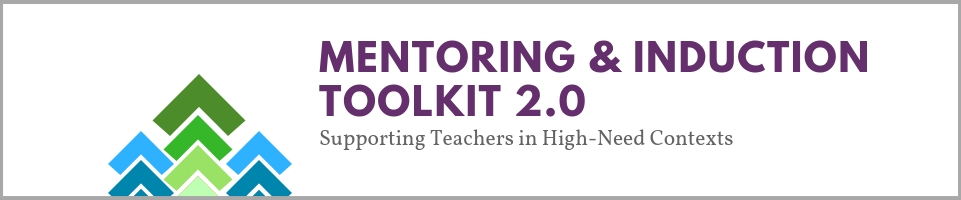 MENTORING & INDUCTION
TOOLKIT 2.0
Supporting Teachers in High-Need Contexts